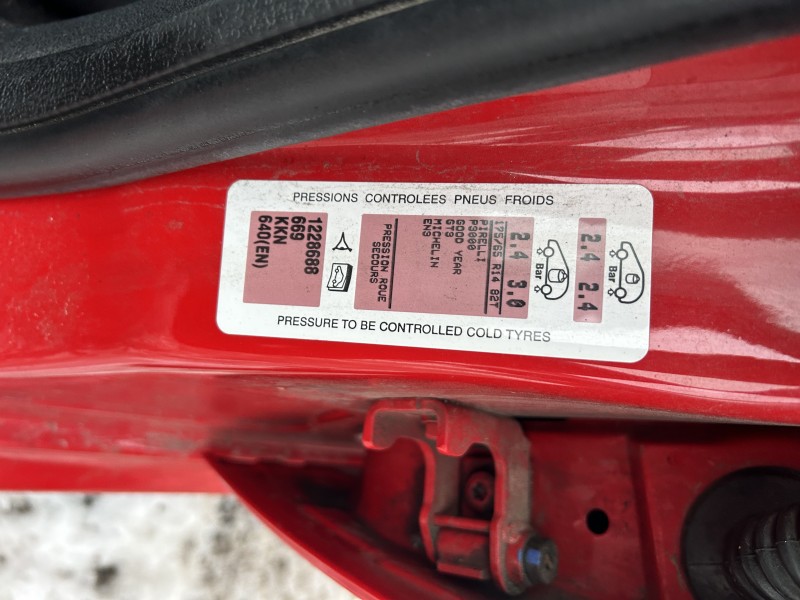 PRESSIONS CONTROLEES PNEUS FROIDS
Bar
2,4 2,4
Bar
2,4 3,0
175/65 R14 82T
PIRELLI
P3000
GOOD YEAR
GT3
MICHELIN
EN3
PRESSION ROUE
SECOURS
1228688
669
KKN
640(EN)
PRESSURE TO BE CONTROLLED COLD TYRES